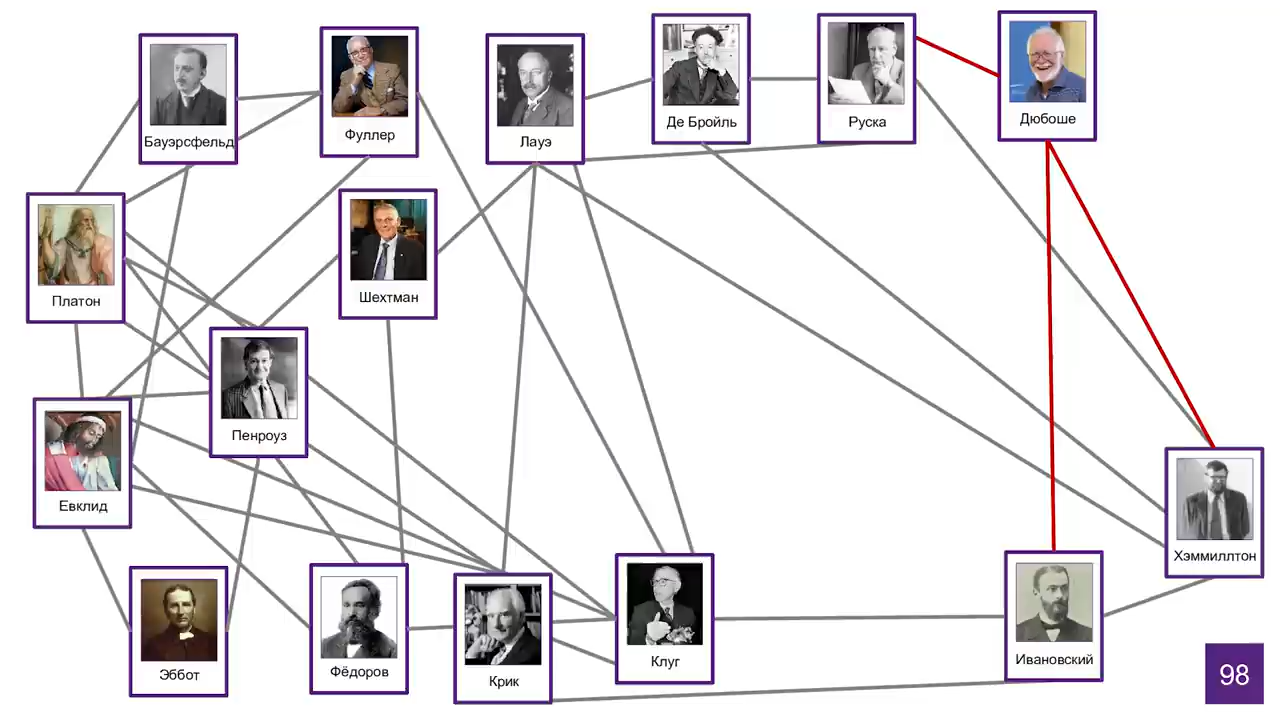 Бауэрсфельд
Фуллер
Лауэ
Де Бройль
Руска
Дюбоше
Платон
Шехтман
Пенроуз
Евклид
Хэммиллтон
Эббот
Фёдоров
Крик
Клуг
Ивановский
98